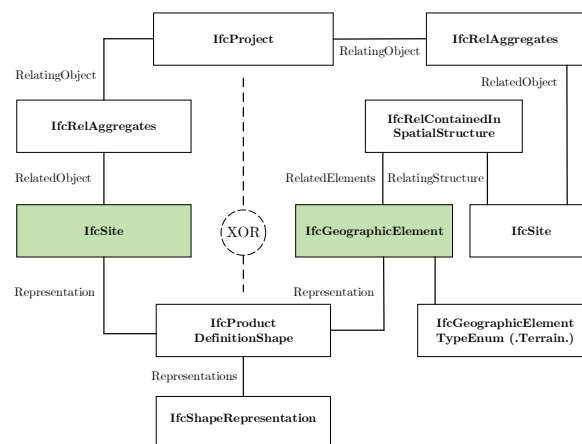 IfcProject
IfcRelAggregates
RelatingObject
RelatingObject
RelatedObject
IfcRelAggregates
IfcRelContainedIn
SpatialStructure
RelatedObject
RelatedElements
RelatingStructure
IfcSite
XOR
IfcGeographicElement
IfcSite
Representation
Representation
IfcProduct
DefinitionShape
IfcGeographicElement
TypeEnum (.Terrain.)
Representations
IfcShapeRepresentation